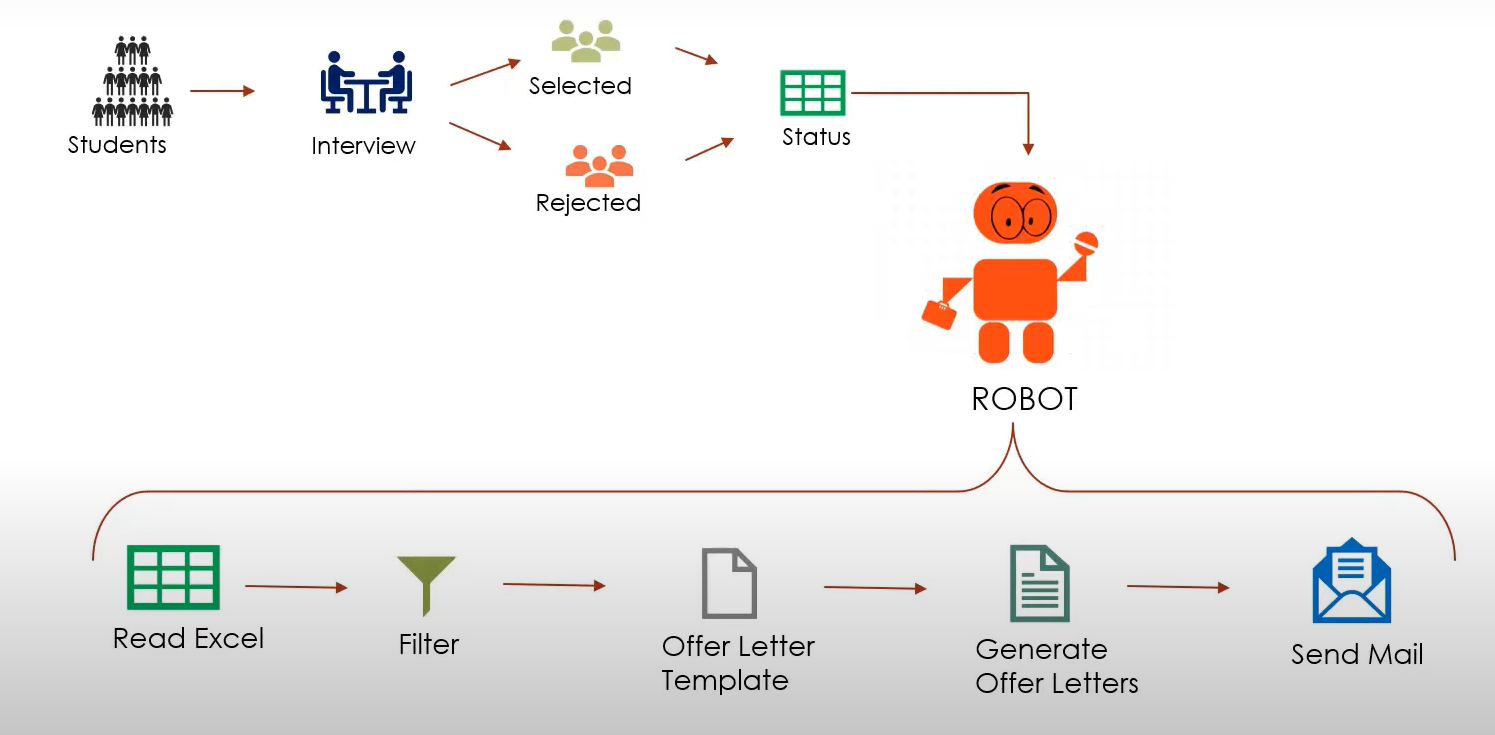 Students
Interview
Selected
Rejected
Status
ROBOT
Read Excel
Filter
Offer Letter
Template
Generate
Offer Letters
Send Mail